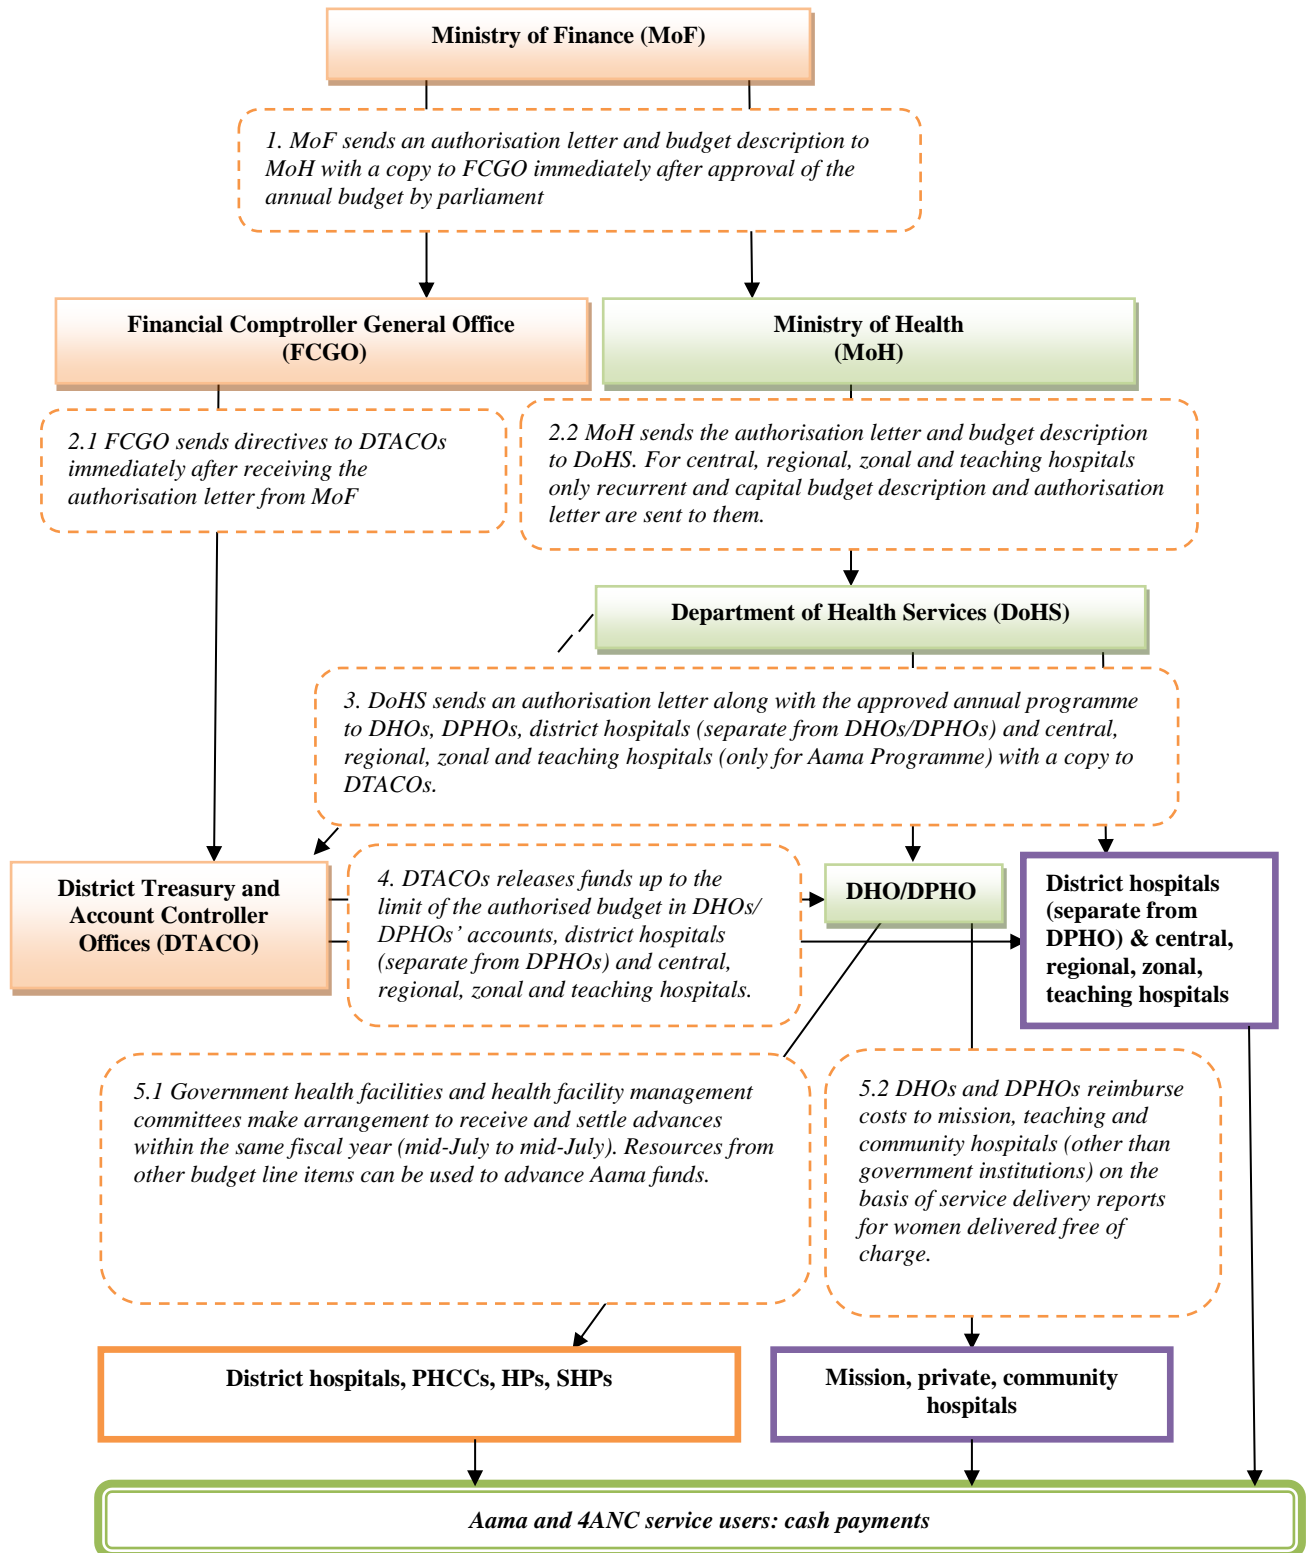 Ministry of Finance (MoF)
1. MoF sends an authorisation letter and budget description to
MoH with a copy to FCGO immediately after approval of the
annual budget by parliament
Financial Comptroller General Office
(FCGO)
Ministry of Health
(MoH)
2.1 FCGO sends directives to DTACOs
immediately after receiving the
authorisation letter from MoF
2.2 MoH sends the authorisation letter and budget description
to DoHS. For central, regional, zonal and teaching hospitals
only recurrent and capital budget description and authorisation
letter are sent to them.
Department of Health Services (DoHS)
3. DoHS sends an authorisation letter along with the approved annual programme
to DHOs, DPHOs, district hospitals (separate from DHOs/DPHOs) and central,
regional, zonal and teaching hospitals (only for Aama Programme) with a copy to
DTACOs.
District Treasury and
Account Controller
Offices (DTACO)
4. DTACOs releases funds up to the
limit of the authorised budget in DHOs/
DPHOs’ accounts, district hospitals
(separate from DPHOs) and central,
regional, zonal and teaching hospitals.
DHO/DPHO
District hospitals
(separate from
DPHO) & central,
regional, zonal,
teaching hospitals
5.1 Government health facilities and health facility management
committees make arrangement to receive and settle advances
within the same fiscal year (mid-July to mid-July). Resources from
other budget line items can be used to advance Aama funds.
5.2 DHOs and DPHOs reimburse
costs to mission, teaching and
community hospitals (other than
government institutions) on the
basis of service delivery reports
for women delivered free of
charge.
District hospitals, PHCCs, HPs, SHPs
Mission, private, community
hospitals
Aama and 4ANC service users: cash payments